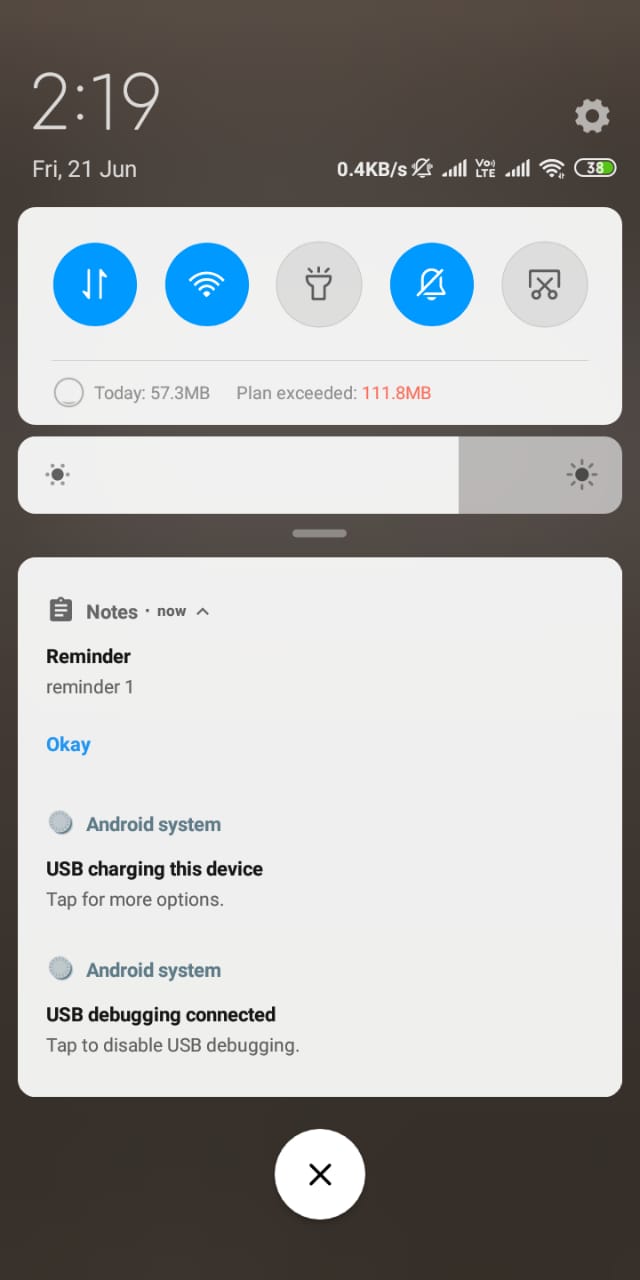 2:19
Fri, 21 Jun
0.4KB/s Vo) LTE 38
Today: 57.3MB Plan exceeded: 111.8MB
Notes · now
Reminder
reminder 1
Okay
Android system
USB charging this device
Tap for more options.
Android system
USB debugging connected
Tap to disable USB debugging.